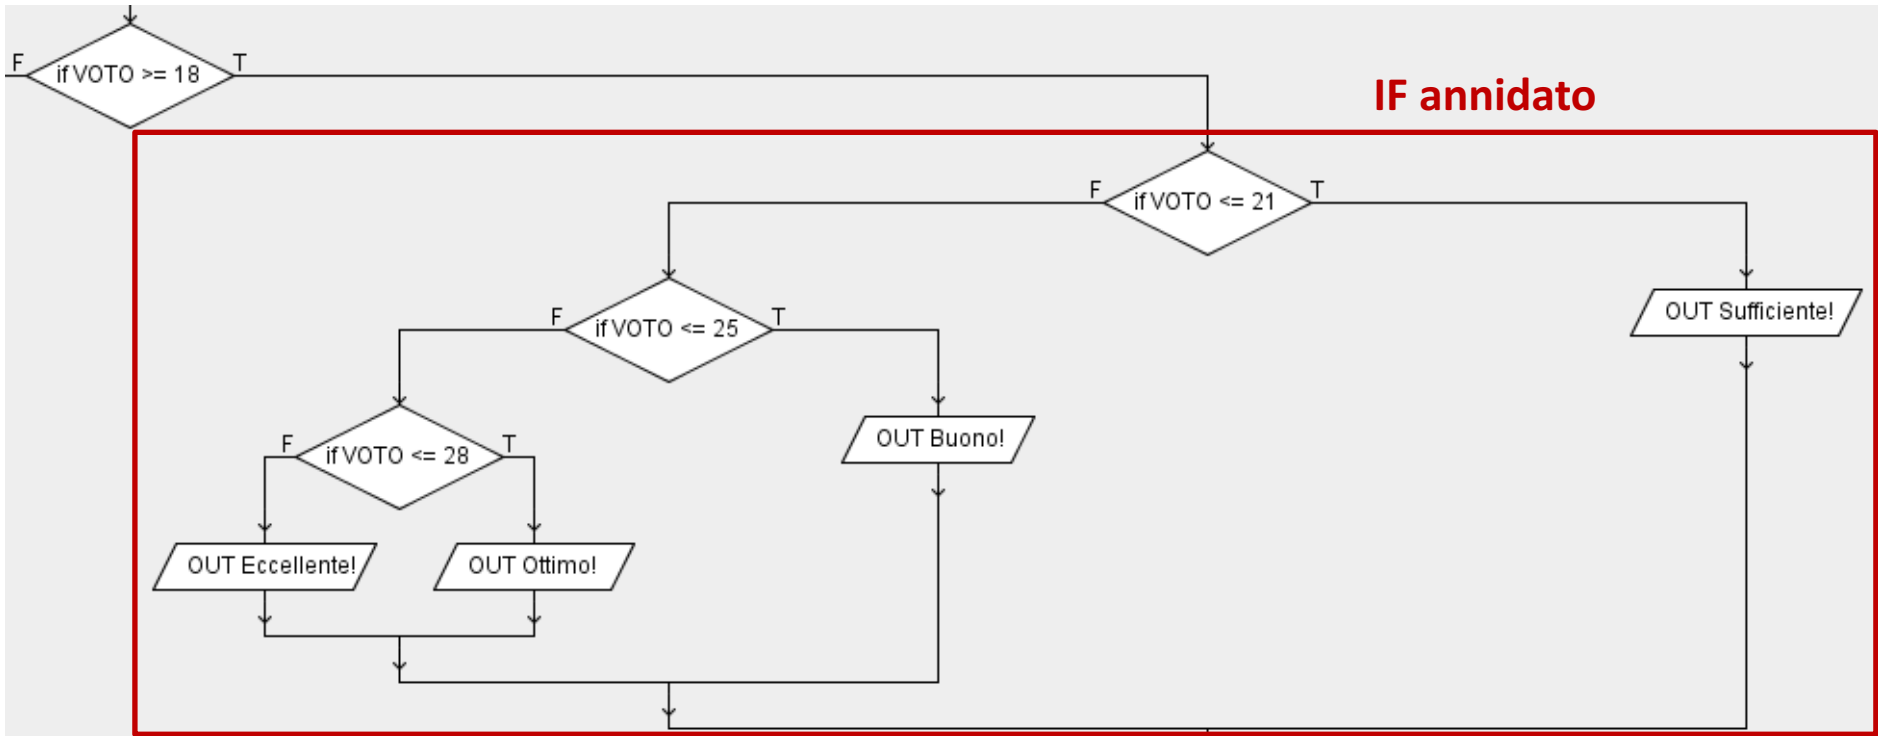 F
T
if VOTO >= 18
IF annidato
F
T
if VOTO <= 21
F
T
if VOTO <= 25
OUT Sufficiente!
F
T
if VOTO <= 28
OUT Buono!
OUT Eccellente!
OUT Ottimo!